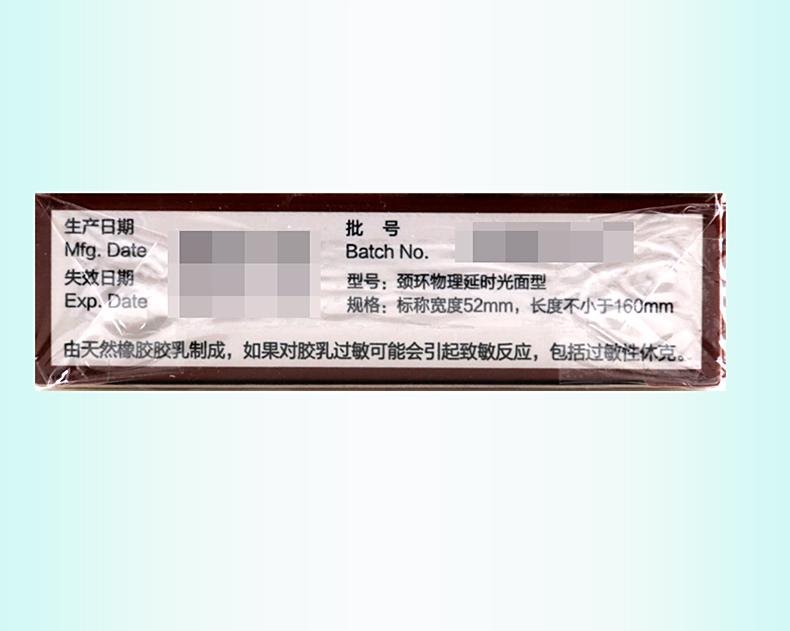 生产日期
Mfg. Date
失效日期
Exp. Date
批 号
Batch No.
型号：颈环物理延时光面型
规格：标称宽度52mm，长度不小于160mm
由天然橡胶胶乳制成，如果对胶乳过敏可能会引起致敏反应，包括过敏性休克。